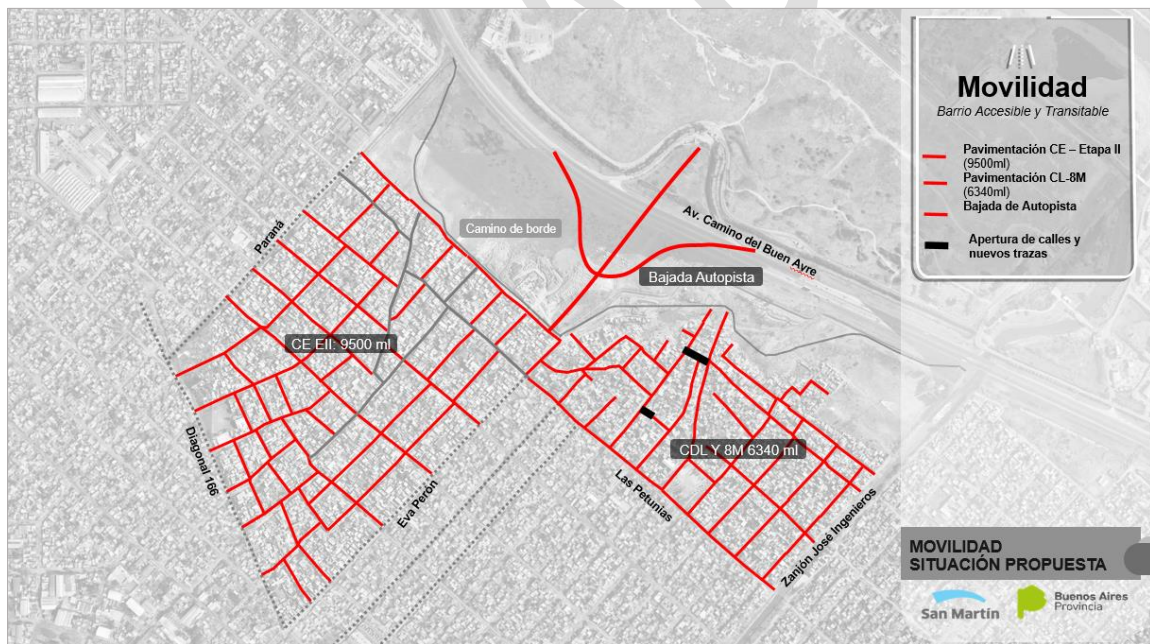 Movilidad
Barrio Accesible y Transitable
Pavimentación CE – Etapa II
(9500ml)
Pavimentación CL-8M
(6340ml)
Bajada de Autopista
Apertura de calles y
nuevos trazas
Paraná
Camino de borde
Av. Camino del Buen Ayre
Bajada Autopista
CE EII: 9500 ml
CDL Y 8M 6340 ml
Diagonal 166
Eva Perón
Las Petunias
Zanjón José Ingenieros
MOVILIDAD
SITUACIÓN PROPUESTA
San Martín
Buenos Aires
Provincia